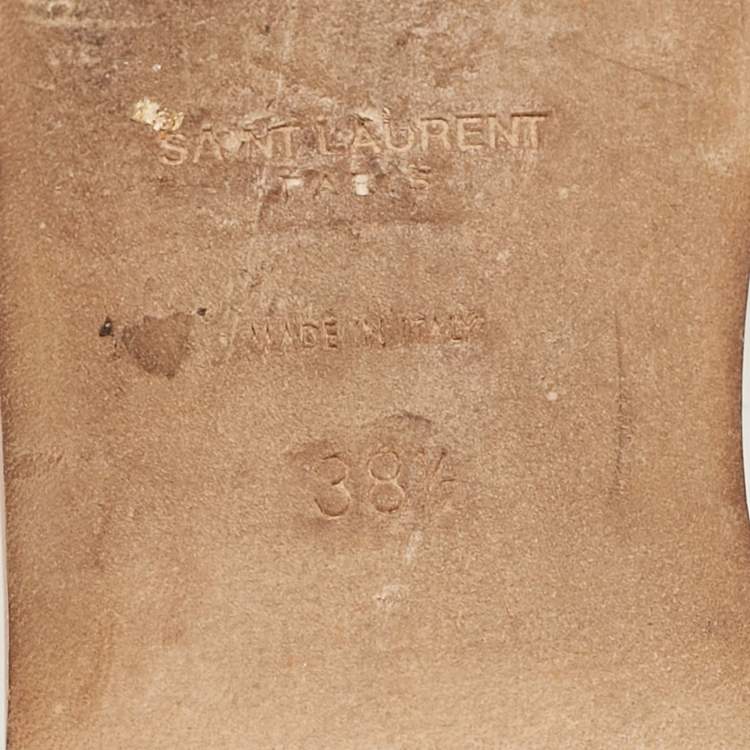 SAINT LAURENT
PARIS
MADE IN ITALY
38½